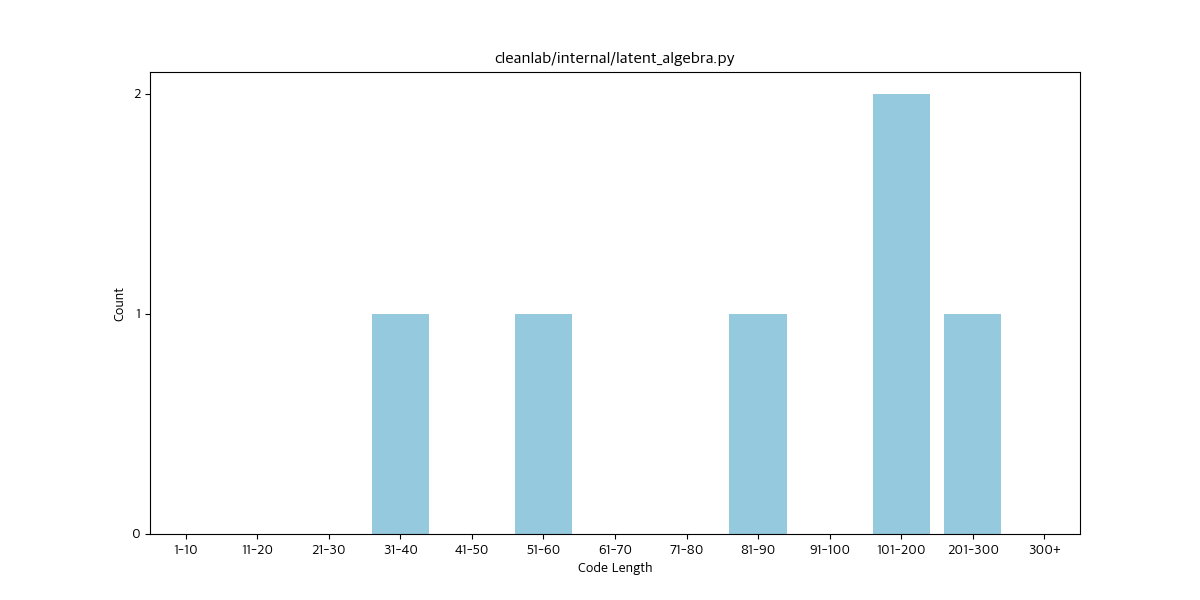 cleanlab/internal/latent_algebra.py
Count
2
1
0
1-10 11-20 21-30 31-40 41-50 51-60 61-70 71-80 81-90 91-100 101-200 201-300 300+
Code Length